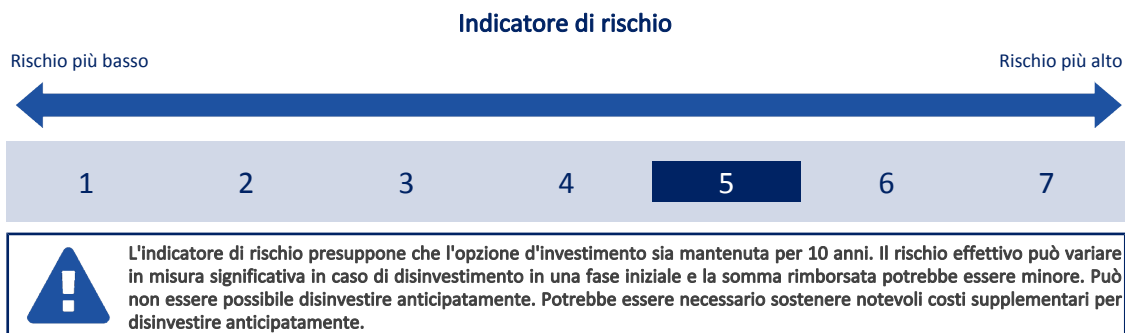 Indicatore di rischio
Rischio più basso
Rischio più alto
1 2 3 4 5 6 7
L'indicatore di rischio presuppone che l'opzione d'investimento sia mantenuta per 10 anni. Il rischio effettivo può variare
in misura significativa in caso di disinvestimento in una fase iniziale e la somma rimborsata potrebbe essere minore. Può
non essere possibile disinvestire anticipatamente. Potrebbe essere necessario sostenere notevoli costi supplementari per
disinvestire anticipatamente.